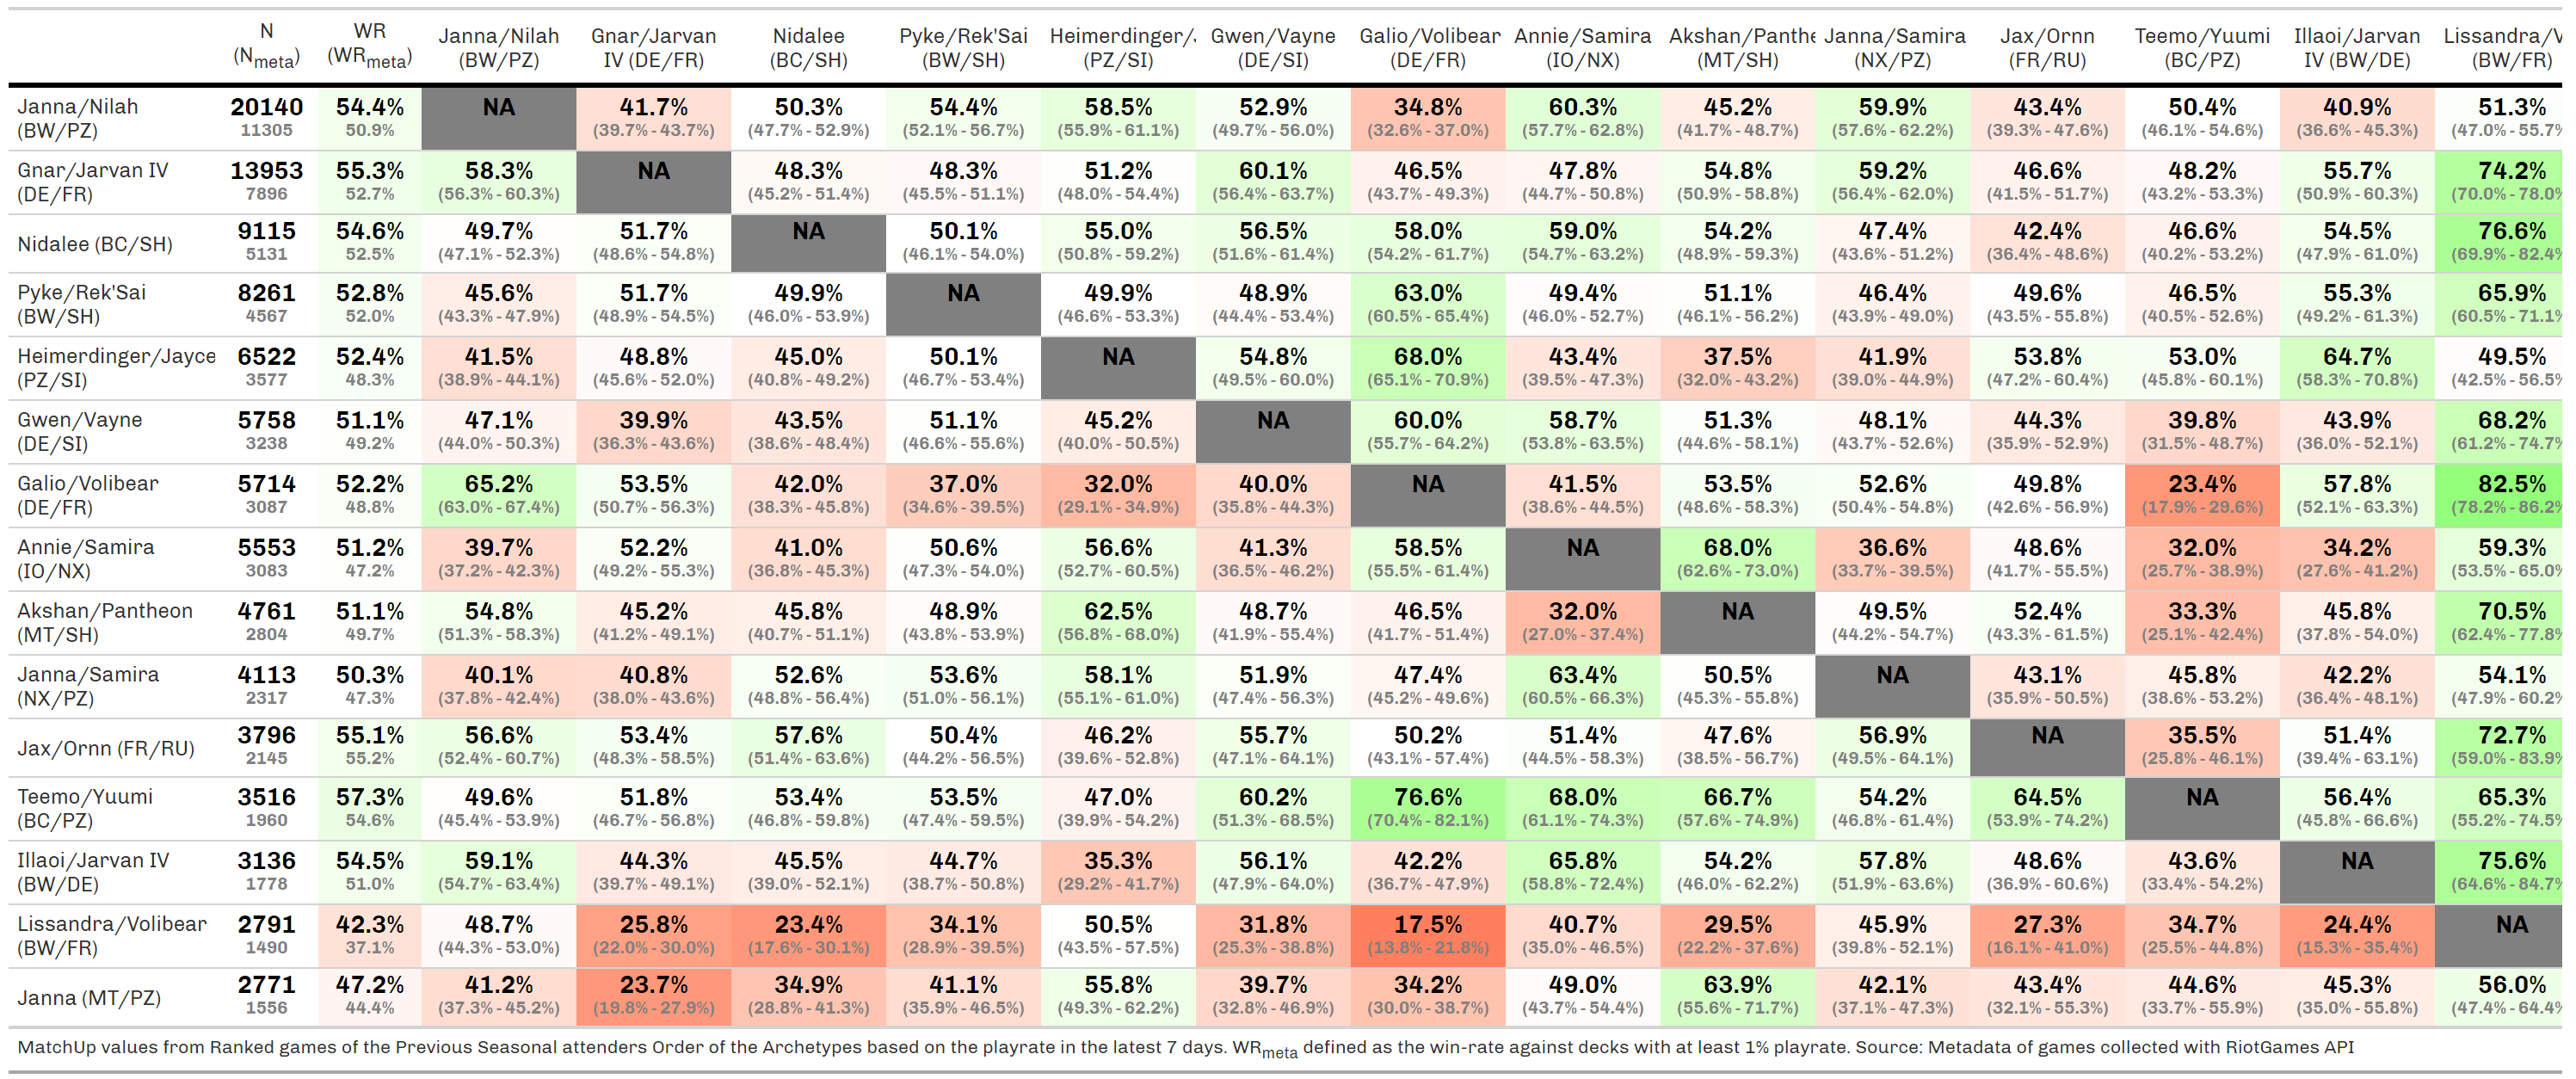 N WR Janna/Nilah Gnar/Jarvan Nidalee Pyke/Rek'Sai Heimerdinger/J Gwen/Vayne Galio/Volibear Annie/Samira Akshan/Panthe Janna/Samira Jax/Ornn Teemo/Yuumi Illaoi/Jarvan Lissandra/V
(Nmeta) (WRmeta) (BW/PZ) IV (DE/FR) (BC/SH) (BW/SH) (PZ/SI) (DE/SI) (DE/FR) (IO/NX) (MT/SH) (NX/PZ) (FR/RU) (BC/PZ) IV (BW/DE) (BW/FR)
Janna/Nilah 20140 54.4% NA 41.7% 50.3% 54.4% 58.5% 52.9% 34.8% 60.3% 45.2% 59.9% 43.4% 50.4% 40.9% 51.3%
(BW/PZ) 11305 50.9% (39.7% - 43.7%) (47.7% - 52.9%) (52.1% - 56.7%) (55.9% - 61.1%) (49.7% - 56.0%) (32.6% - 37.0%) (57.7% - 62.8%) (41.7% - 48.7%) (57.6% - 62.2%) (39.3% - 47.6%) (46.1% - 54.6%) (36.6% - 45.3%) (47.0% - 55.7%
Gnar/Jarvan IV 13953 55.3% 58.3% NA 48.3% 48.3% 51.2% 60.1% 46.5% 47.8% 54.8% 59.2% 46.6% 48.2% 55.7% 74.2%
(DE/FR) 7896 52.7% (56.3% - 60.3%) (45.2% - 51.4%) (45.5% - 51.1%) (48.0% - 54.4%) (56.4% - 63.7%) (43.7% - 49.3%) (44.7% - 50.8%) (50.9% - 58.8%) (56.4% - 62.0%) (41.5% - 51.7%) (43.2% - 53.3%) (50.9% - 60.3%) (70.0% - 78.0%
Nidalee (BC/SH) 9115 54.6% 49.7% 51.7% NA 50.1% 55.0% 56.5% 58.0% 59.0% 54.2% 47.4% 42.4% 46.6% 54.5% 76.6%
5131 52.5% (47.1% - 52.3%) (48.6% - 54.8%) (46.1% - 54.0%) (50.8% - 59.2%) (51.6% - 61.4%) (54.2% - 61.7%) (54.7% - 63.2%) (48.9% - 59.3%) (43.6% - 51.2%) (36.4% - 48.6%) (40.2% - 53.2%) (47.9% - 61.0%) (69.9% - 82.4%
Pyke/Rek'Sai 8261 52.8% 45.6% 51.7% 49.9% NA 49.9% 48.9% 63.0% 49.4% 51.1% 46.4% 49.6% 46.5% 55.3% 65.9%
(BW/SH) 4567 52.0% (43.3% - 47.9%) (48.9% - 54.5%) (46.0% - 53.9%) (46.6% - 53.3%) (44.4% - 53.4%) (60.5% - 65.4%) (46.0% - 52.7%) (46.1% - 56.2%) (43.9% - 49.0%) (43.5% - 55.8%) (40.5% - 52.6%) (49.2% - 61.3%) (60.5% - 71.1%
Heimerdinger/Jayce 6522 52.4% 41.5% 48.8% 45.0% 50.1% NA 54.8% 68.0% 43.4% 37.5% 41.9% 53.8% 53.0% 64.7% 49.5%
(PZ/SI) 3577 48.3% (38.9% - 44.1%) (45.6% - 52.0%) (40.8% - 49.2%) (46.7% - 53.4%) (49.5% - 60.0%) (65.1% - 70.9%) (39.5% - 47.3%) (32.0% - 43.2%) (39.0% - 44.9%) (47.2% - 60.4%) (45.8% - 60.1%) (58.3% - 70.8%) (42.5% - 56.5%
Gwen/Vayne 5758 51.1% 47.1% 39.9% 43.5% 51.1% 45.2% NA 60.0% 58.7% 51.3% 48.1% 44.3% 39.8% 43.9% 68.2%
(DE/SI) 3238 49.2% (44.0% - 50.3%) (36.3% - 43.6%) (38.6% - 48.4%) (46.6% - 55.6%) (40.0% - 50.5%) (55.7% - 64.2%) (53.8% - 63.5%) (44.6% - 58.1%) (43.7% - 52.6%) (35.9% - 52.9%) (31.5% - 48.7%) (36.0% - 52.1%) (61.2% - 74.7%
Galio/Volibear 5714 52.2% 65.2% 53.5% 42.0% 37.0% 32.0% 40.0% NA 41.5% 53.5% 52.6% 49.8% 23.4% 57.8% 82.5%
(DE/FR) 3087 48.8% (63.0% - 67.4%) (50.7% - 56.3%) (38.3% - 45.8%) (34.6% - 39.5%) (29.1% - 34.9%) (35.8% - 44.3%) (38.6% - 44.5%) (48.6% - 58.3%) (50.4% - 54.8%) (42.6% - 56.9%) (17.9% - 29.6%) (52.1% - 63.3%) (78.2% - 86.2%
Annie/Samira 5553 51.2% 39.7% 52.2% 41.0% 50.6% 56.6% 41.3% 58.5% NA 68.0% 36.6% 48.6% 32.0% 34.2% 59.3%
(IO/NX) 3083 47.2% (37.2% - 42.3%) (49.2% - 55.3%) (36.8% - 45.3%) (47.3% - 54.0%) (52.7% - 60.5%) (36.5% - 46.2%) (55.5% - 61.4%) (62.6% - 73.0%) (33.7% - 39.5%) (41.7% - 55.5%) (25.7% - 38.9%) (27.6% - 41.2%) (53.5% - 65.0%
Akshan/Pantheon 4761 51.1% 54.8% 45.2% 45.8% 48.9% 62.5% 48.7% 46.5% 32.0% NA 49.5% 52.4% 33.3% 45.8% 70.5%
(MT/SH) 2804 49.7% (51.3% - 58.3%) (41.2% - 49.1%) (40.7% - 51.1%) (43.8% - 53.9%) (56.8% - 68.0%) (41.9% - 55.4%) (41.7% - 51.4%) (27.0% - 37.4%) (44.2% - 54.7%) (43.3% - 61.5%) (25.1% - 42.4%) (37.8% - 54.0%) (62.4% - 77.8%
Janna/Samira 4113 50.3% 40.1% 40.8% 52.6% 53.6% 58.1% 51.9% 47.4% 63.4% 50.5% NA 43.1% 45.8% 42.2% 54.1%
(NX/PZ) 2317 47.3% (37.8% - 42.4%) (38.0% - 43.6%) (48.8% - 56.4%) (51.0% - 56.1%) (55.1% - 61.0%) (47.4% - 56.3%) (45.2% - 49.6%) (60.5% - 66.3%) (45.3% - 55.8%) (35.9% - 50.5%) (38.6% - 53.2%) (36.4% - 48.1%) (47.9% - 60.2%
Jax/Ornn (FR/RU) 3796 55.1% 56.6% 53.4% 57.6% 50.4% 46.2% 55.7% 50.2% 51.4% 47.6% 56.9% NA 35.5% 51.4% 72.7%
2145 55.2% (52.4% - 60.7%) (48.3% - 58.5%) (51.4% - 63.6%) (44.2% - 56.5%) (39.6% - 52.8%) (47.1% - 64.1%) (43.1% - 57.4%) (44.5% - 58.3%) (38.5% - 56.7%) (49.5% - 64.1%) (25.8% - 46.1%) (39.4% - 63.1%) (59.0% - 83.9%
Teemo/Yuumi 3516 57.3% 49.6% 51.8% 53.4% 53.5% 47.0% 60.2% 76.6% 68.0% 66.7% 54.2% 64.5% NA 56.4% 65.3%
(BC/PZ) 1960 54.6% (45.4% - 53.9%) (46.7% - 56.8%) (46.8% - 59.8%) (47.4% - 59.5%) (39.9% - 54.2%) (51.3% - 68.5%) (70.4% - 82.1%) (61.1% - 74.3%) (57.6% - 74.9%) (46.8% - 61.4%) (53.9% - 74.2%) (45.8% - 66.6%) (55.2% - 74.5%
Illaoi/Jarvan IV 3136 54.5% 59.1% 44.3% 45.5% 44.7% 35.3% 56.1% 42.2% 65.8% 54.2% 57.8% 48.6% 43.6% NA 75.6%
(BW/DE) 1778 51.0% (54.7% - 63.4%) (39.7% - 49.1%) (39.0% - 52.1%) (38.7% - 50.8%) (29.2% - 41.7%) (47.9% - 64.0%) (36.7% - 47.9%) (58.8% - 72.4%) (46.0% - 62.2%) (51.9% - 63.6%) (36.9% - 60.6%) (33.4% - 54.2%) (64.6% - 84.7%
Lissandra/Volibear 2791 42.3% 48.7% 25.8% 23.4% 34.1% 50.5% 31.8% 17.5% 40.7% 29.5% 45.9% 27.3% 34.7% 24.4% NA
(BW/FR) 1490 37.1% (44.3% - 53.0%) (22.0% - 30.0%) (17.6% - 30.1%) (28.9% - 39.5%) (43.5% - 57.5%) (25.3% - 38.8%) (13.8% - 21.8%) (35.0% - 46.5%) (22.2% - 37.6%) (39.8% - 52.1%) (16.1% - 41.0%) (25.5% - 44.8%) (15.3% - 35.4%)
Janna (MT/PZ) 2771 47.2% 41.2% 23.7% 34.9% 41.1% 55.8% 39.7% 34.2% 49.0% 63.9% 42.1% 43.4% 44.6% 45.3% 56.0%
1556 44.4% (37.3% - 45.2%) (19.8% - 27.9%) (28.8% - 41.3%) (35.9% - 46.5%) (49.3% - 62.2%) (32.8% - 46.9%) (30.0% - 38.7%) (43.7% - 54.4%) (55.6% - 71.7%) (37.1% - 47.3%) (32.1% - 55.3%) (33.7% - 55.9%) (35.0% - 55.8%) (47.4% - 64.4%
MatchUp values from Ranked games of the Previous Seasonal attenders Order of the Archetypes based on the playrate in the latest 7 days. WRmeta defined as the win-rate against decks with at least 1% playrate. Source: Metadata of games collected with RiotGames API